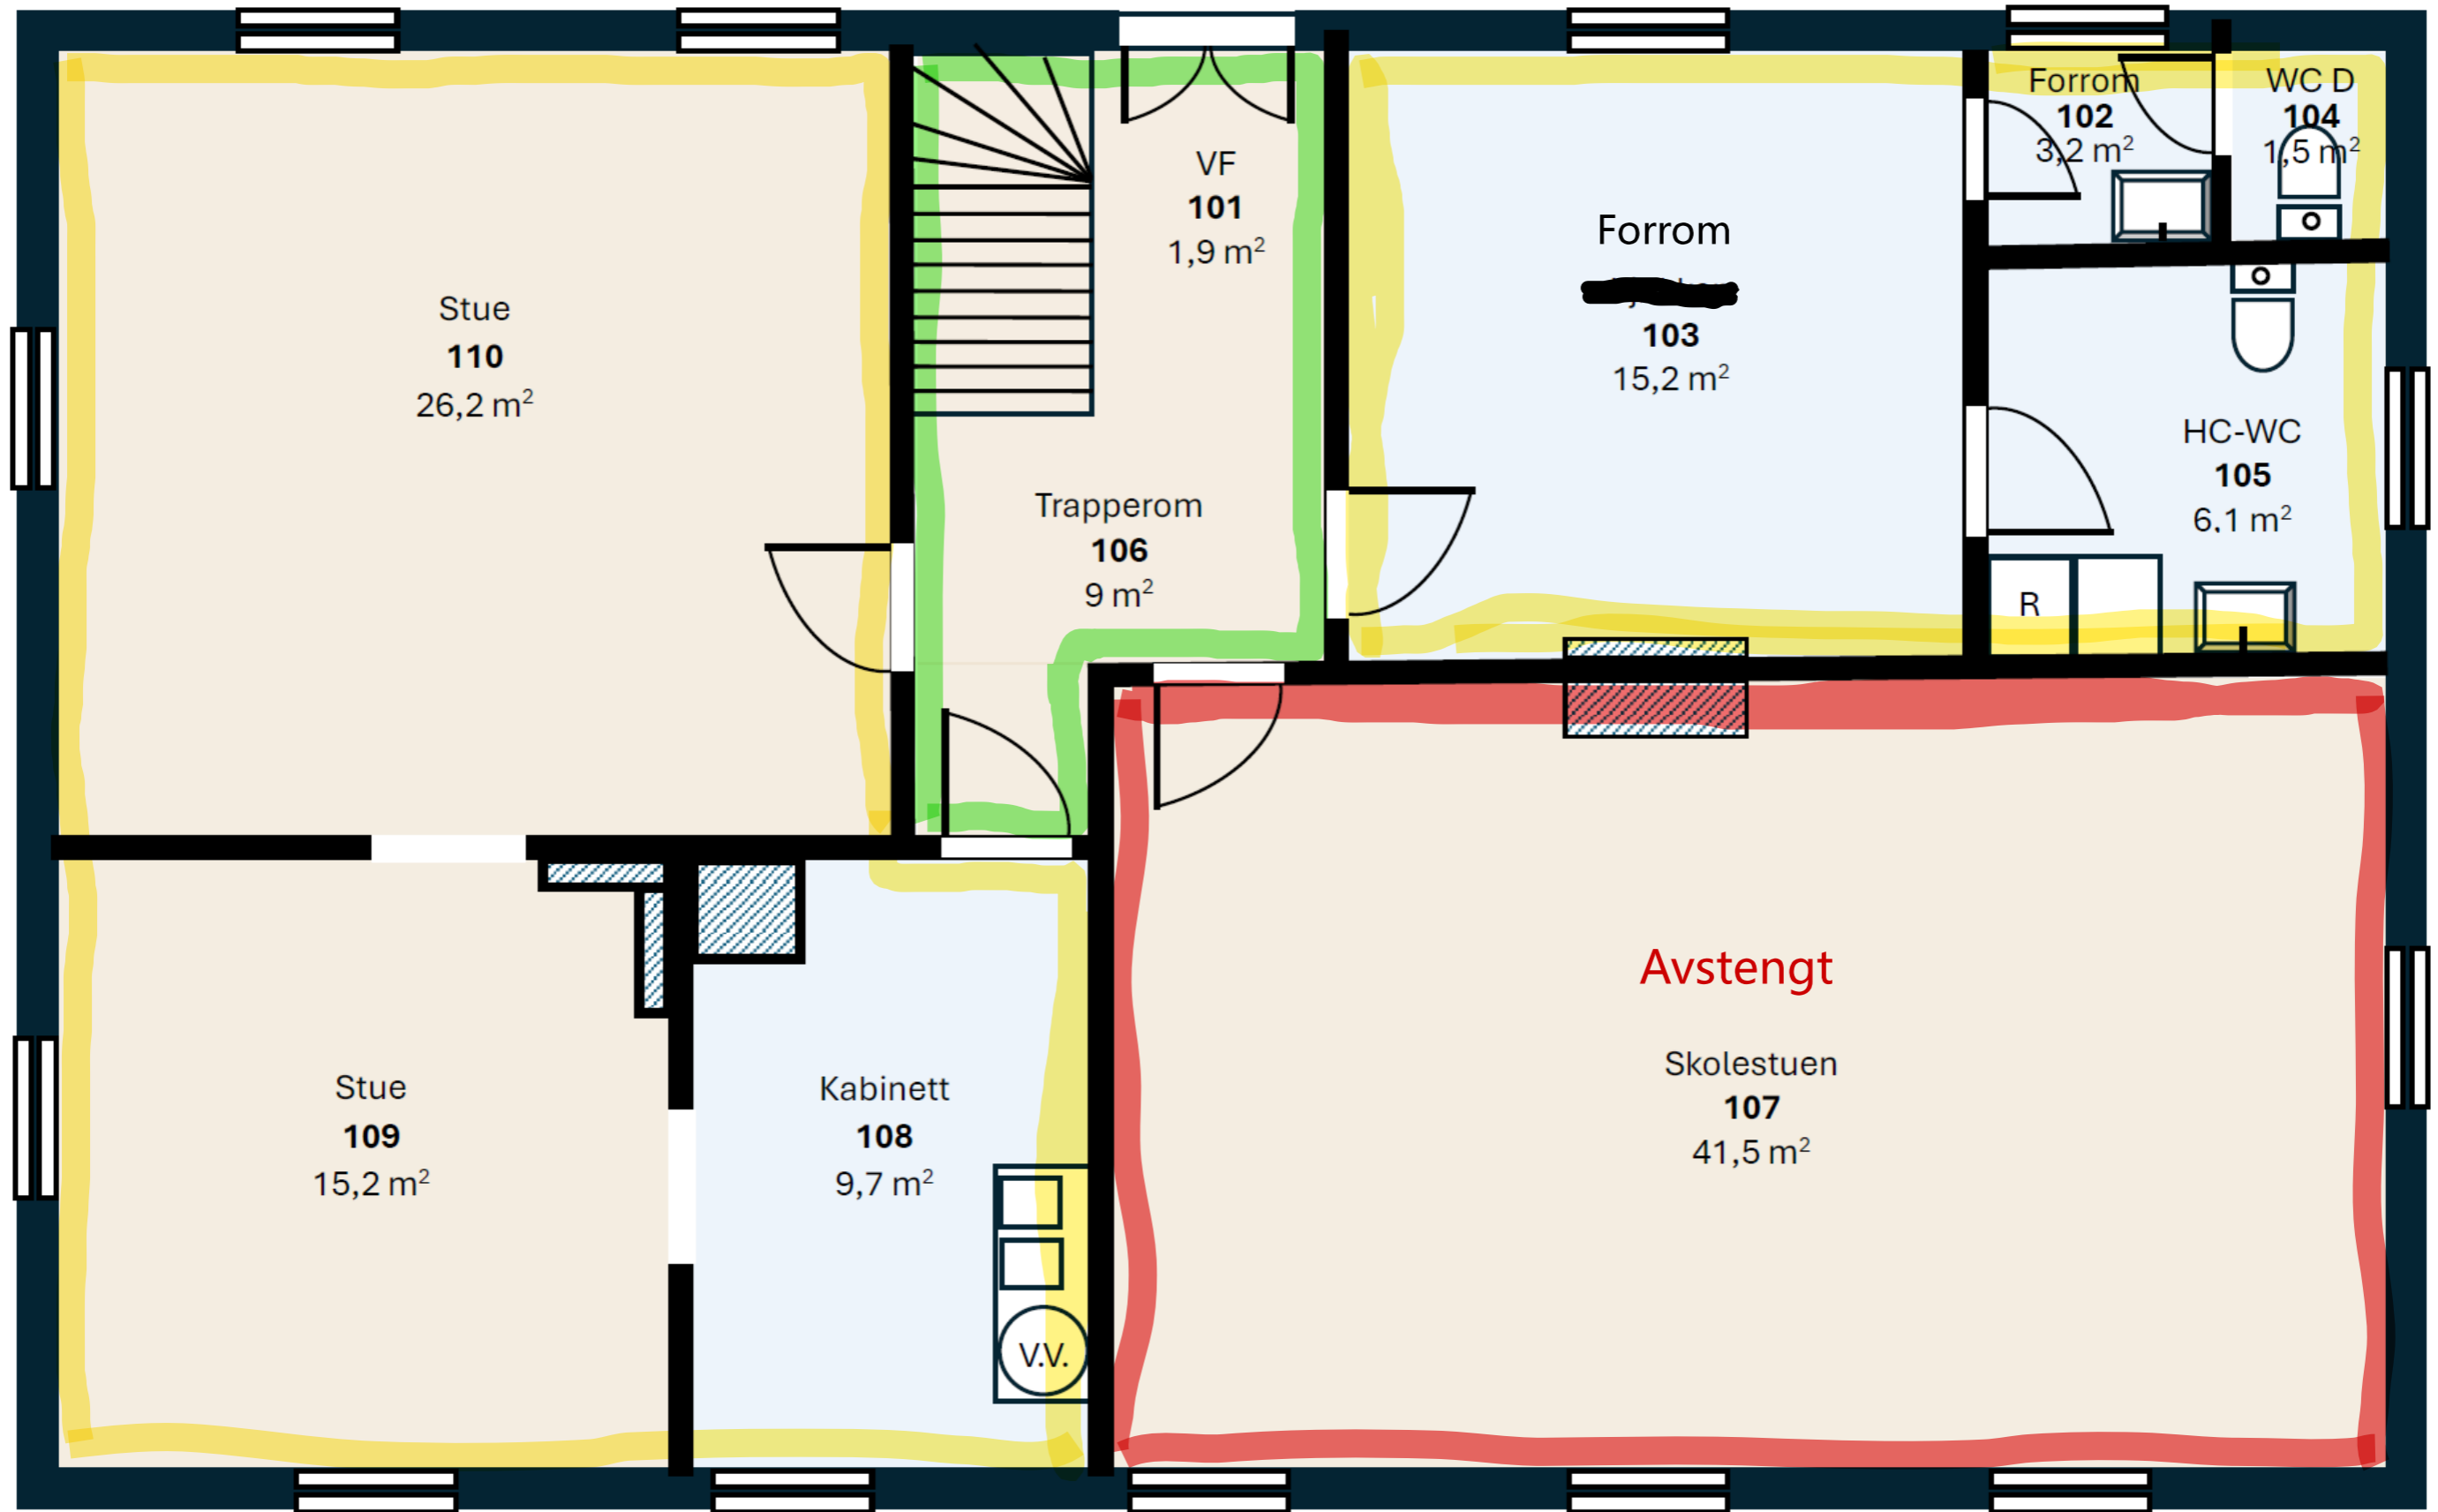 Forrom
102
3,2 m²
WC D
104
1,5 m²
VF
101
1,9 m²
Forrom
103
15,2 m²
Stue
110
26,2 m²
HC-WC
105
6.1 m²
Trapperom
106
9 m²
R
Avstengt
Skolestuen
107
41,5 m²
Stue
109
15,2 m²
Kabinett
108
9,7 m²
V.V.